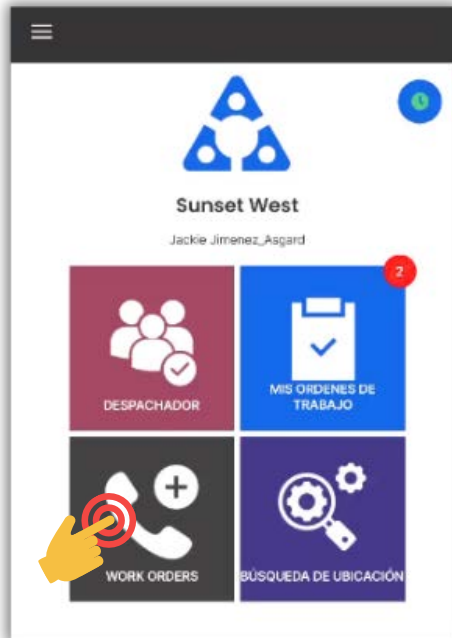 Sunset West
Jackie Jimenez_Asgard
2
DESPACHADOR
MIS ORDENES DE
TRABAJO
WORK ORDERS
BÚSQUEDA DE UBICACIÓN